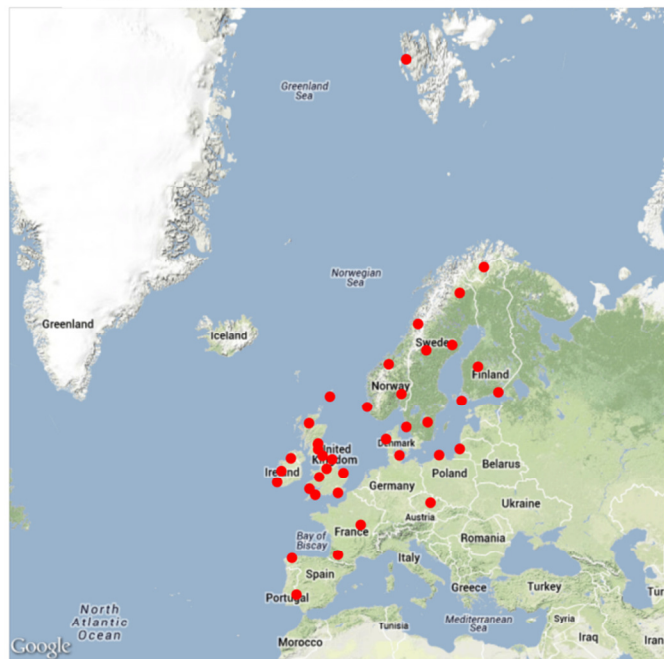 Greenland
Sea
Norwegian
Sea
Greenland
Iceland
Swede
Finland
Norway
United
Kingdom
Denmark
Ireland
Belarus
Poland
Germany
Ukraine
Austria
France
Bay of
Biscay
Romania
Italy
Spain
Greece
Turkey
Portugal
North
Atlantic
Ocean
Mediterranean
Sea
Tunisia
Syria
Iraq
Iran
Morocco
Google